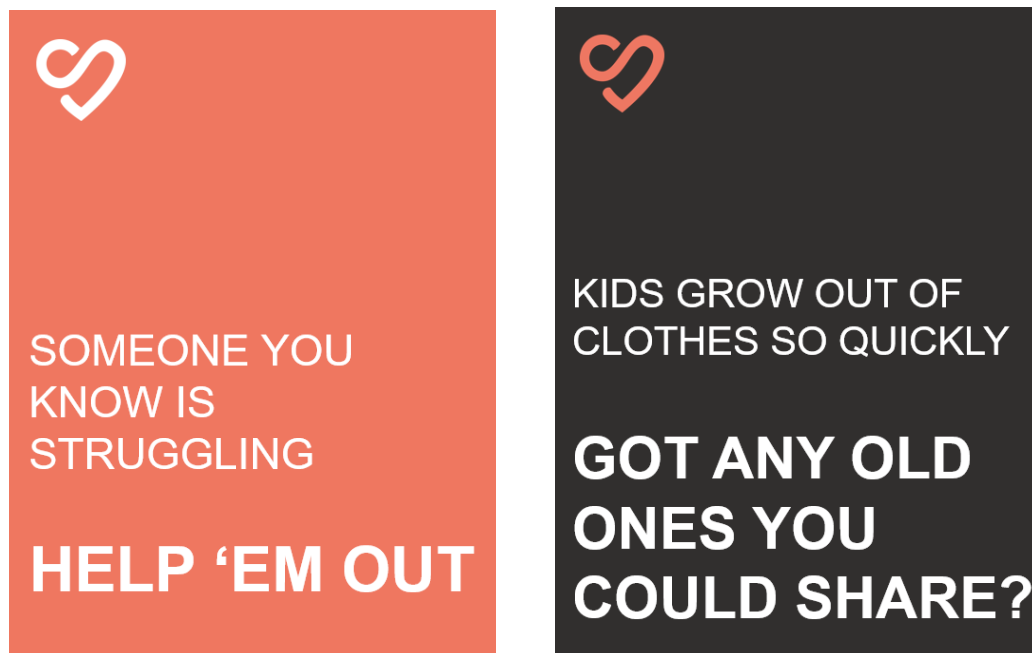 SOMEONE YOU
KNOW IS
STRUGGLING
HELP ‘EM OUT
KIDS GROW OUT OF
CLOTHES SO QUICKLY
GOT ANY OLD
ONES YOU
COULD SHARE?